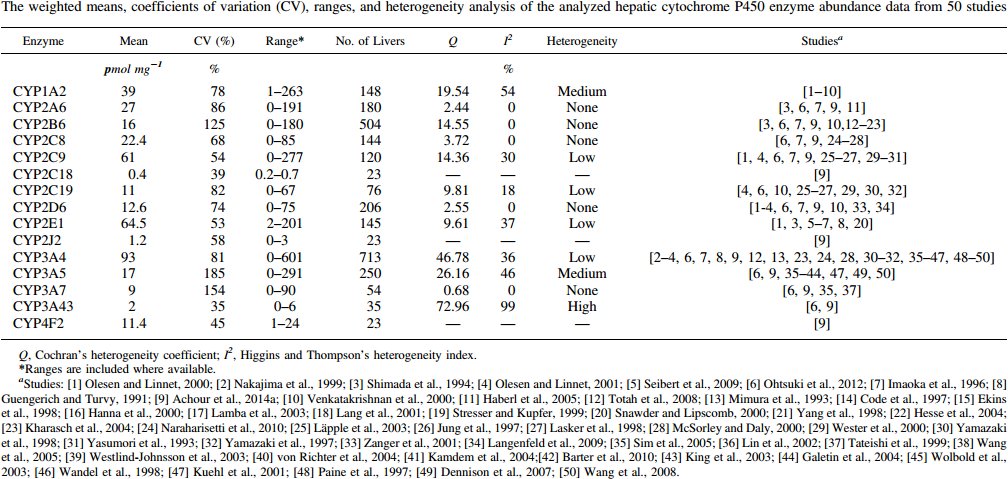 The weighted means, coefficients of variation (CV), ranges, and heterogeneity analysis of the analyzed hepatic cytochrome P450 enzyme abundance data from 50 studies
Enzyme Mean CV (%) Range* No. of Livers Q I² Heterogeneity Studiesᵃ
pmol mg⁻¹ % %
CYP1A2 39 78 1–263 148 19.54 54 Medium [1–10]
CYP2A6 27 86 0–191 180 2.44 0 None [3, 6, 7, 9, 11]
CYP2B6 16 125 0–180 504 14.55 0 None [3, 6, 7, 9, 10,12–23]
CYP2C8 22.4 68 0–85 144 3.72 0 None [6, 7, 9, 24–28]
CYP2C9 61 54 0–277 120 14.36 30 Low [1, 4, 6, 7, 9, 25–27, 29–31]
CYP2C18 0.4 39 0.2–0.7 23 — — — [9]
CYP2C19 11 82 0–67 76 9.81 18 Low [4, 6, 10, 25–27, 29, 30, 32]
CYP2D6 12.6 74 0–75 206 2.55 0 None [1-4, 6, 7, 9, 10, 33, 34]
CYP2E1 64.5 53 2–201 145 9.61 37 Low [1, 3, 5–7, 8, 20]
CYP2J2 1.2 58 0–3 23 — — — [9]
CYP3A4 93 81 0–601 713 46.78 36 Low [2–4, 6, 7, 8, 9, 12, 13, 23, 24, 28, 30–32, 35–47, 48–50]
CYP3A5 17 185 0–291 250 26.16 46 Medium [6, 9, 35–44, 47, 49, 50]
CYP3A7 9 154 0–90 54 0.68 0 None [6, 9, 35, 37]
CYP3A43 2 35 0–6 35 72.96 99 High [6, 9]
CYP4F2 11.4 45 1–24 23 — — — [9]
Q, Cochran's heterogeneity coefficient; I², Higgins and Thompson's heterogeneity index.
*Ranges are included where available.
ᵃStudies: [1] Olesen and Linnet, 2000; [2] Nakajima et al., 1999; [3] Shimada et al., 1994; [4] Olesen and Linnet, 2001; [5] Seibert et al., 2009; [6] Ohtsuki et al., 2012; [7] Imaoka et al., 1996; [8]
Guengerich and Turvy, 1991; [9] Achour et al., 2014a; [10] Venkatakrishnan et al., 2000; [11] Haberl et al., 2005; [12] Totah et al., 2008; [13] Mimura et al., 1993; [14] Code et al., 1997; [15] Ekins
et al., 1998; [16] Hanna et al., 2000; [17] Lamba et al., 2003; [18] Lang et al., 2001; [19] Stresser and Kupfer, 1999; [20] Snawder and Lipscomb, 2000; [21] Yang et al., 1998; [22] Hesse et al., 2004;
[23] Kharasch et al., 2004; [24] Naraharisetti et al., 2010; [25] Läpple et al., 2003; [26] Jung et al., 1997; [27] Lasker et al., 1998; [28] McSorley and Daly, 2000; [29] Wester et al., 2000; [30] Yamazaki
et al., 1998; [31] Yasumori et al., 1993; [32] Yamazaki et al., 1997; [33] Zanger et al., 2001; [34] Langenfeld et al., 2009; [35] Sim et al., 2005; [36] Lin et al., 2002; [37] Tateishi et al., 1999; [38] Wang
et al., 2005; [39] Westlind-Johnsson et al., 2003; [40] von Richter et al., 2004; [41] Kamdem et al., 2004;[42] Barter et al., 2010; [43] King et al., 2003; [44] Galetin et al., 2004; [45] Wolbold et al.,
2003; [46] Wandel et al., 1998; [47] Kuehl et al., 2001; [48] Paine et al., 1997; [49] Dennison et al., 2007; [50] Wang et al., 2008.